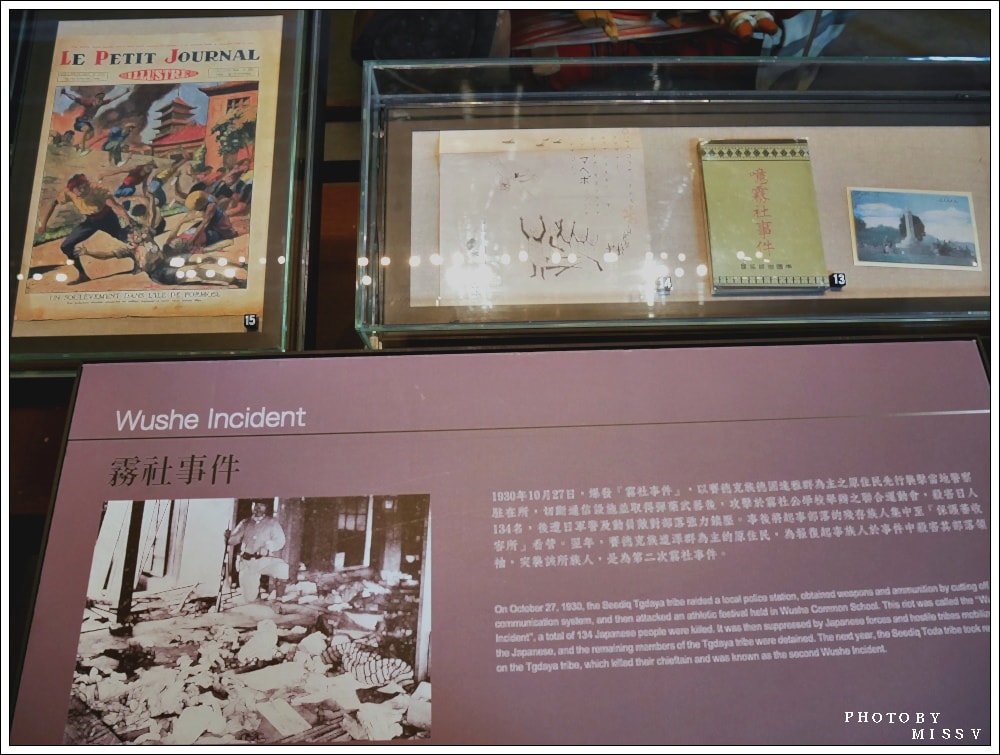 LE PETIT JOURNAL
ILLUSTRÉ
UN SOULÈVEMENT DANS L'ILE DE FORMOSE
15
マヘボ
14
憶霧社事件
13
Wushe Incident
霧社事件
1930年10月27日，爆發「霧社事件」，以賽德克族德固達雅群為主之原住民先行襲擊當地警察
駐在所，切斷通信設施並取得彈藥武器後，攻擊於霧社公學校舉辦之聯合運動會，殺害日人
134名，後遭日軍警及動員敵對部落強力鎮壓。事後將起事部落的殘存族人集中至「保護蕃收
容所」看管。翌年，賽德克族道澤群為主的原住民，為報復起事族人於事件中殺害其部落領
袖，突襲該所族人，是為第二次霧社事件。
On October 27, 1930, the Seediq Tgdaya tribe raided a local police station, obtained weapons and ammunition by cutting off
communication system, and then attacked an athletic festival held in Wushe Common School. This riot was called the "W
Incident", a total of 134 Japanese people were killed. It was then suppressed by Japanese forces and hostile tribes mobiliz
the Japanese, and the remaining members of the Tgdaya tribe were detained. The next year, the Seediq Toda tribe took re
on the Tgdaya tribe, which killed their chieftain and was known as the second Wushe Incident.
PHOTO BY
MISS V